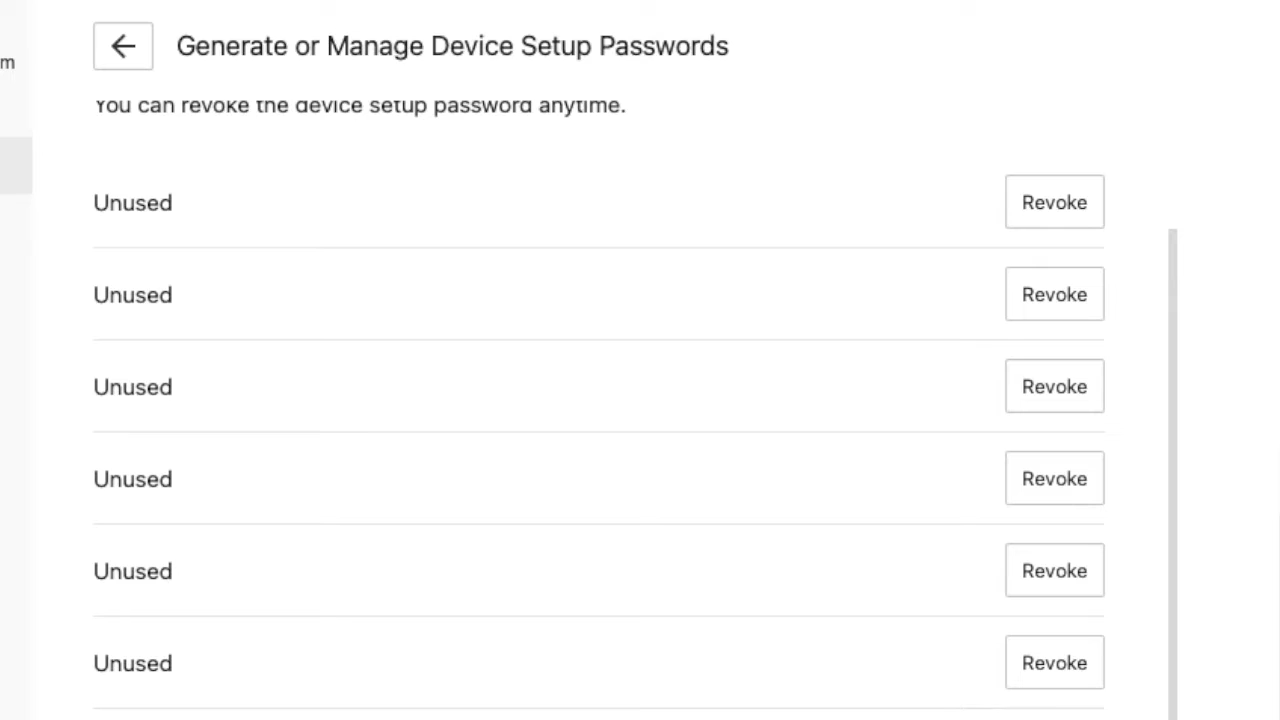 m
Generate or Manage Device Setup Passwords
You can revoke the device setup password anytime.
Unused
Revoke
Unused
Revoke
Unused
Revoke
Unused
Revoke
Unused
Revoke
Unused
Revoke